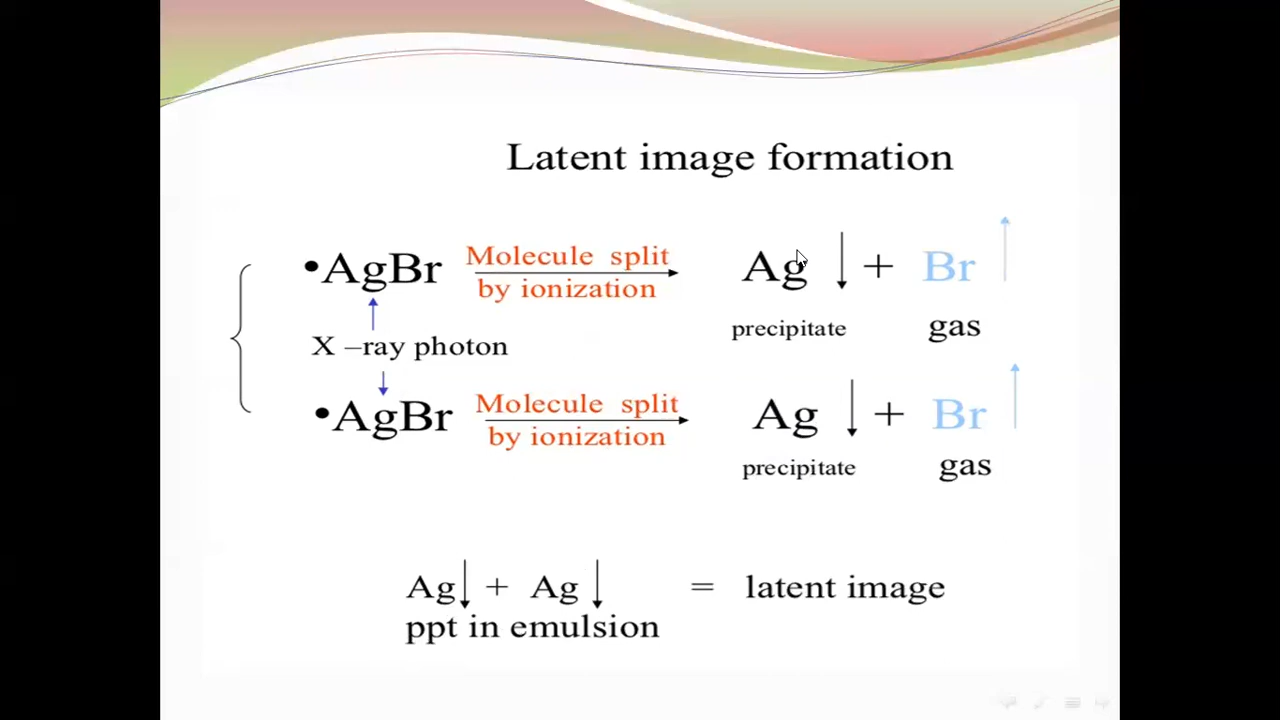 Latent image formation
•AgBr Molecule split by ionization Ag ↓ + Br ↑
precipitate gas
X –ray photon
•AgBr Molecule split by ionization Ag ↓ + Br ↑
precipitate gas
Ag↓ + Ag↓ = latent image
ppt in emulsion